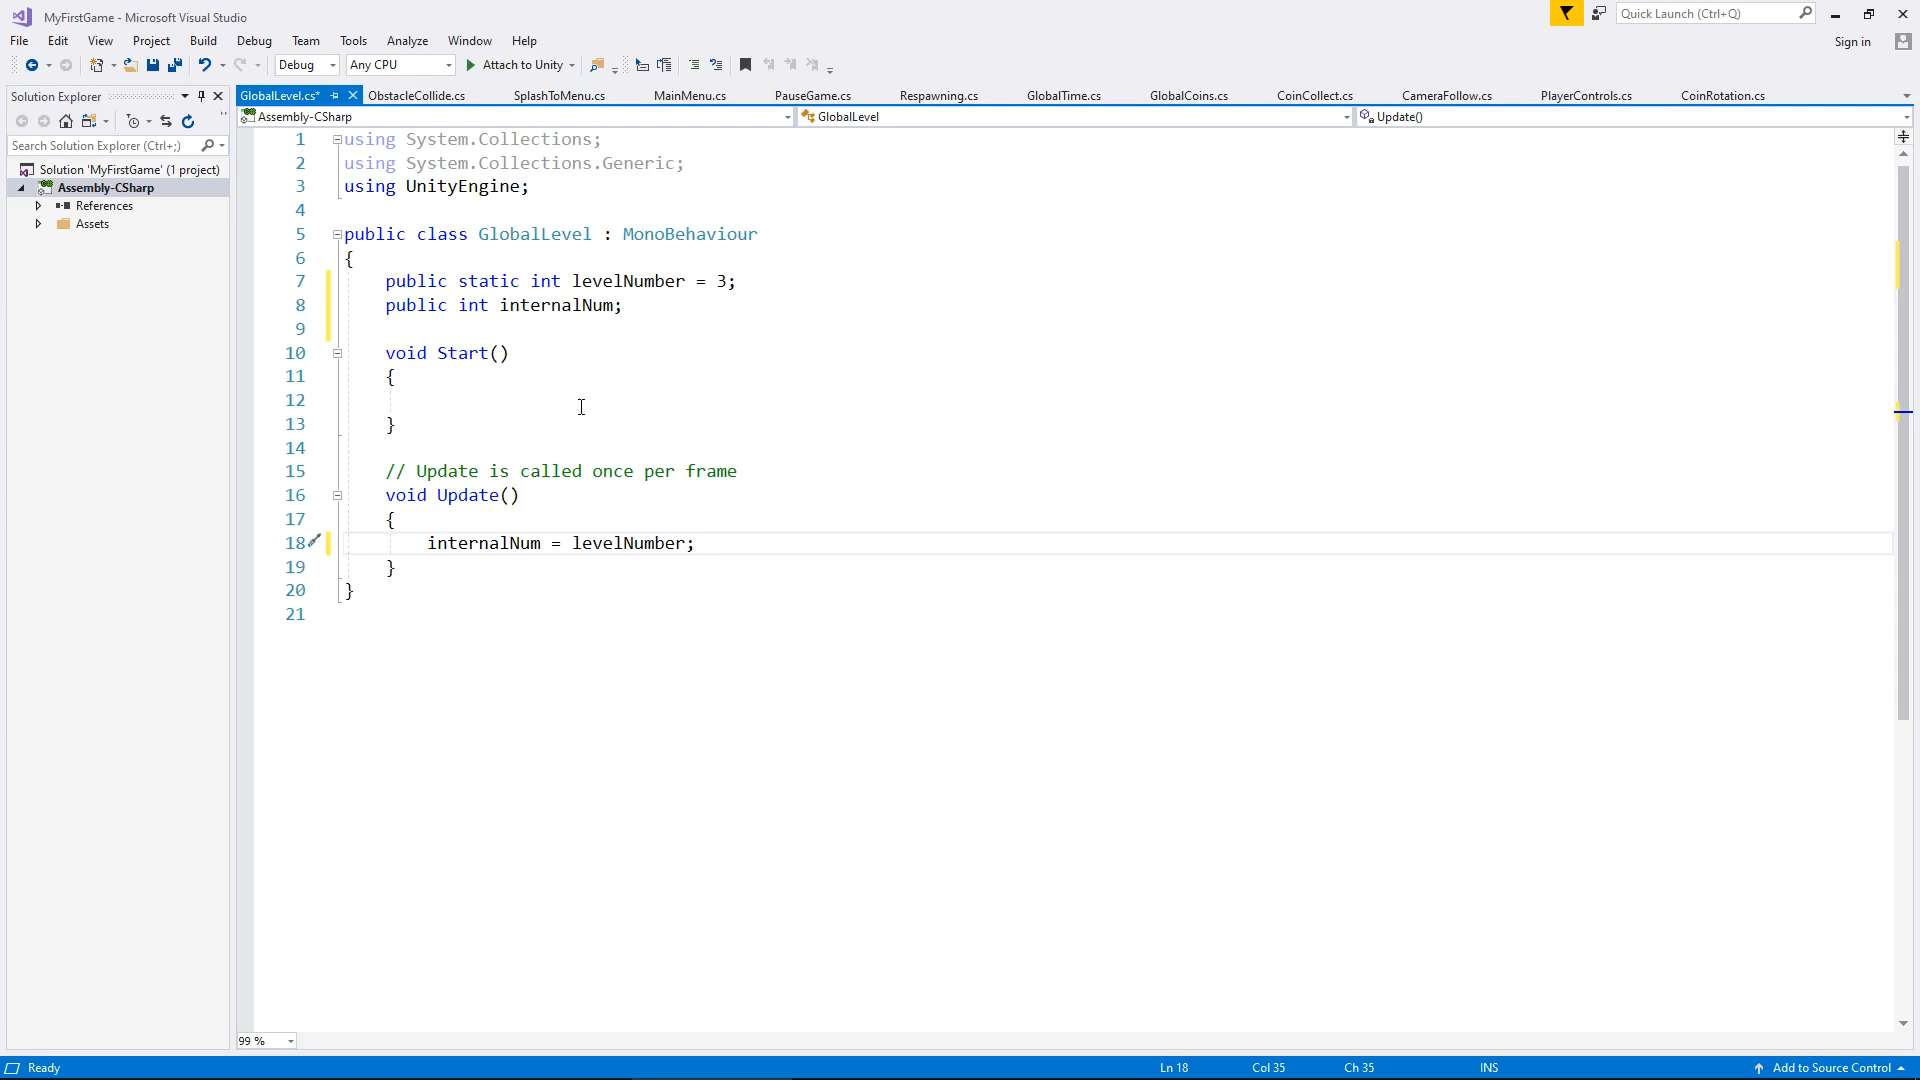 MyFirstGame - Microsoft Visual Studio
Quick Launch (Ctrl+Q)
File Edit View Project Build Debug Team Tools Analyze Window Help
Sign in
Debug Any CPU Attach to Unity
Solution Explorer
GlobalLevel.cs* ObstacleCollide.cs SplashToMenu.cs MainMenu.cs PauseGame.cs Respawning.cs GlobalTime.cs GlobalCoins.cs CoinCollect.cs CameraFollow.cs PlayerControls.cs CoinRotation.cs
Assembly-CSharp GlobalLevel Update()
Search Solution Explorer (Ctrl+;)
Solution 'MyFirstGame' (1 project)
Assembly-CSharp
References
Assets
1 using System.Collections;
2 using System.Collections.Generic;
3 using UnityEngine;
4
5 public class GlobalLevel : MonoBehaviour
6 {
7 public static int levelNumber = 3;
8 public int internalNum;
9
10 void Start()
11 {
12
13 }
14
15 // Update is called once per frame
16 void Update()
17 {
18 internalNum = levelNumber;
19 }
20 }
21
99 %
Ready Ln 18 Col 35 Ch 35 INS Add to Source Control